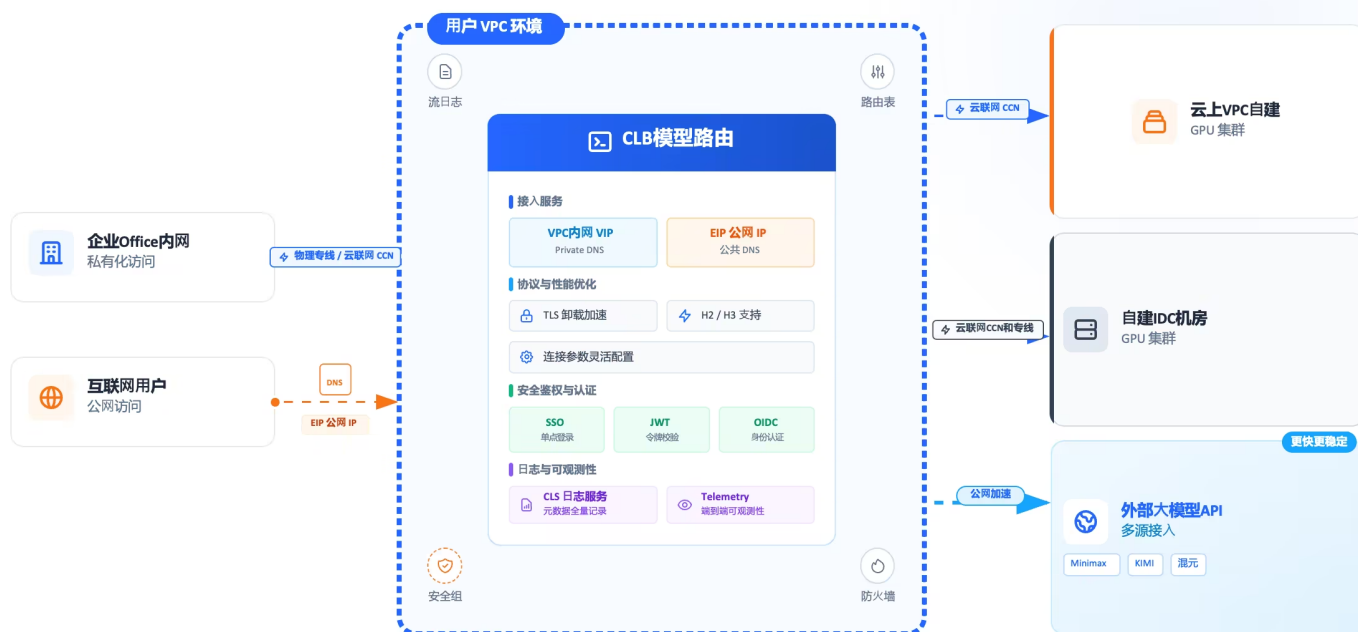 用户 VPC 环境
流日志
路由表
CLB模型路由
接入服务
VPC内网 VIP
Private DNS
EIP 公网 IP
公共 DNS
协议与性能优化
TLS 卸载加速
H2 / H3 支持
连接参数灵活配置
安全鉴权与认证
SSO
单点登录
JWT
令牌校验
OIDC
身份认证
日志与可观测性
CLS 日志服务
元数据全量记录
Telemetry
端到端可观测性
安全组
防火墙
企业Office内网
私有化访问
物理专线 / 云联网 CCN
互联网用户
公网访问
DNS
EIP 公网 IP
云联网 CCN
云上VPC自建
GPU 集群
云联网CCN和专线
自建IDC机房
GPU 集群
更快更稳定
公网加速
外部大模型API
多源接入
Minimax
KIMI
混元